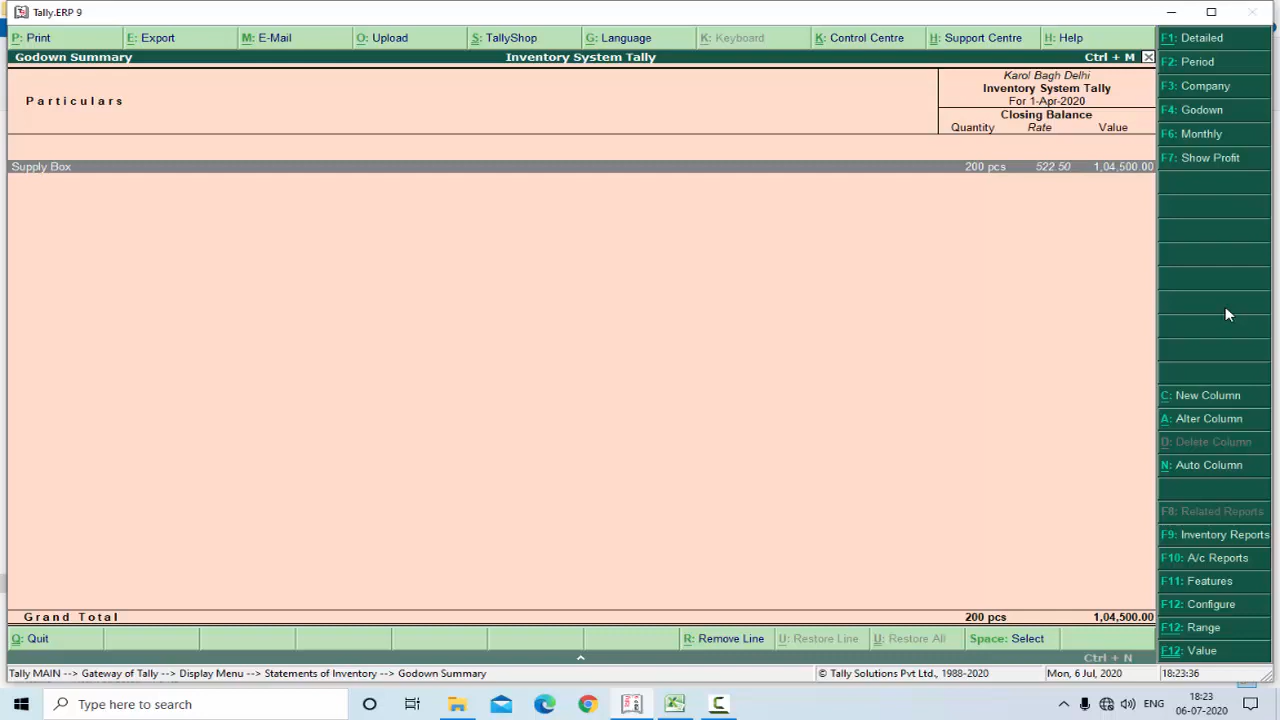 Tally.ERP 9
P: Print
E: Export
M: E-Mail
O: Upload
S: TallyShop
G: Language
K: Keyboard
K: Control Centre
H: Support Centre
H: Help
Godown Summary
Inventory System Tally
Ctrl + M
Particulars
Karol Bagh Delhi
Inventory System Tally
For 1-Apr-2020
Closing Balance
Quantity Rate Value
Supply Box 200 pcs 522.50 1,04,500.00
Grand Total 200 pcs 1,04,500.00
F1: Detailed
F2: Period
F3: Company
F4: Godown
F6: Monthly
F7: Show Profit
C: New Column
A: Alter Column
D: Delete Column
N: Auto Column
F8: Related Reports
F9: Inventory Reports
F10: A/c Reports
F11: Features
F12: Configure
F12: Range
F12: Value
Q: Quit
R: Remove Line
U: Restore Line
U: Restore All
Space: Select
Ctrl + N
Tally MAIN --> Gateway of Tally --> Display Menu --> Statements of Inventory --> Godown Summary
© Tally Solutions Pvt Ltd., 1988-2020
Mon, 6 Jul, 2020
18:23:36
Type here to search
ENG
18:23
06-07-2020